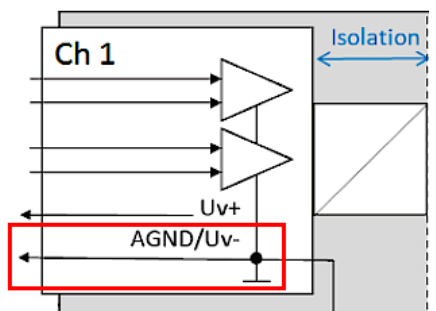 Isolation
Ch 1
Uv+
AGND/Uv-